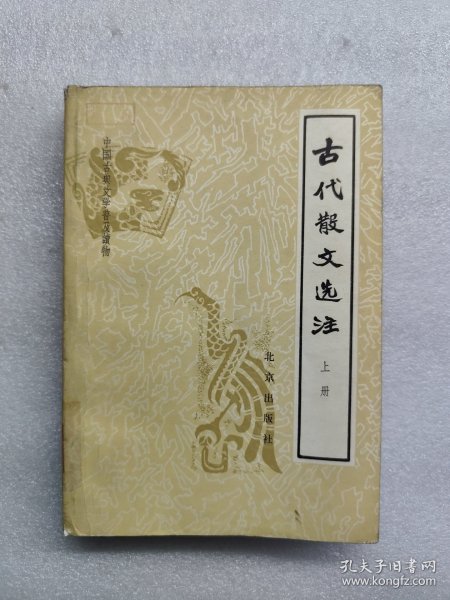 古代散文选注
上册
中国古典文学普及读物
北京出版社
孔夫子旧书网
www.kongfz.com